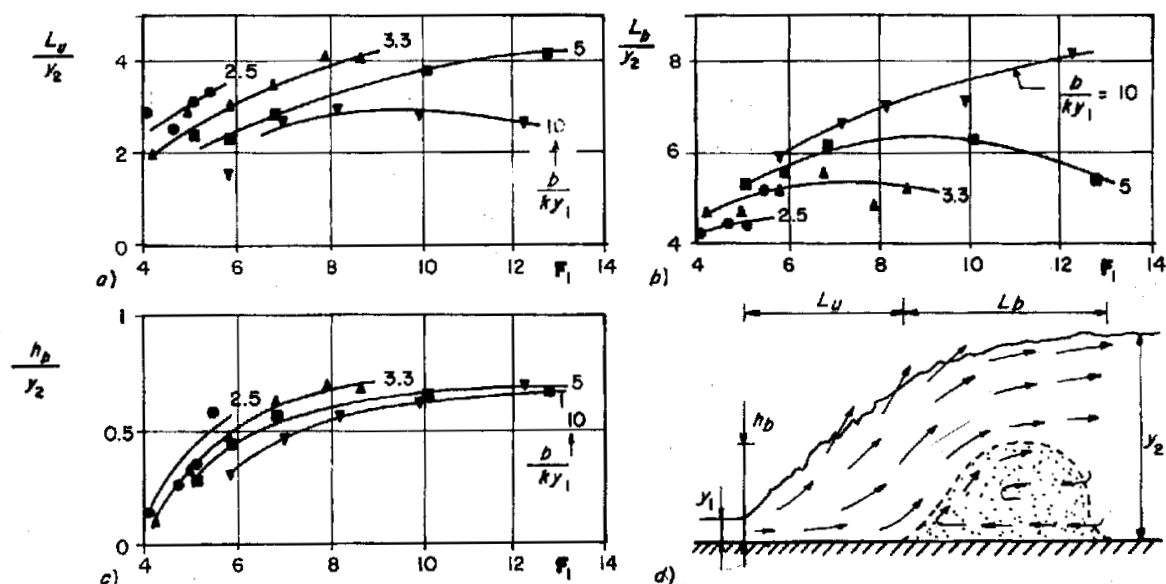 L_u / y_2
4
2
0
2.5
3.3
5
10
b / ky_1
4 6 8 10 12 F_1 14
a)
L_b / y_2
8
6
4
b / ky_1 = 10
5
3.3
2.5
4 6 8 10 12 F_1 14
b)
h_b / y_2
1
0.5
0
2.5
3.3
5
10
b / ky_1
4 6 8 10 12 F_1 14
c)
L_u L_b
h_b
y_1
y_2
d)